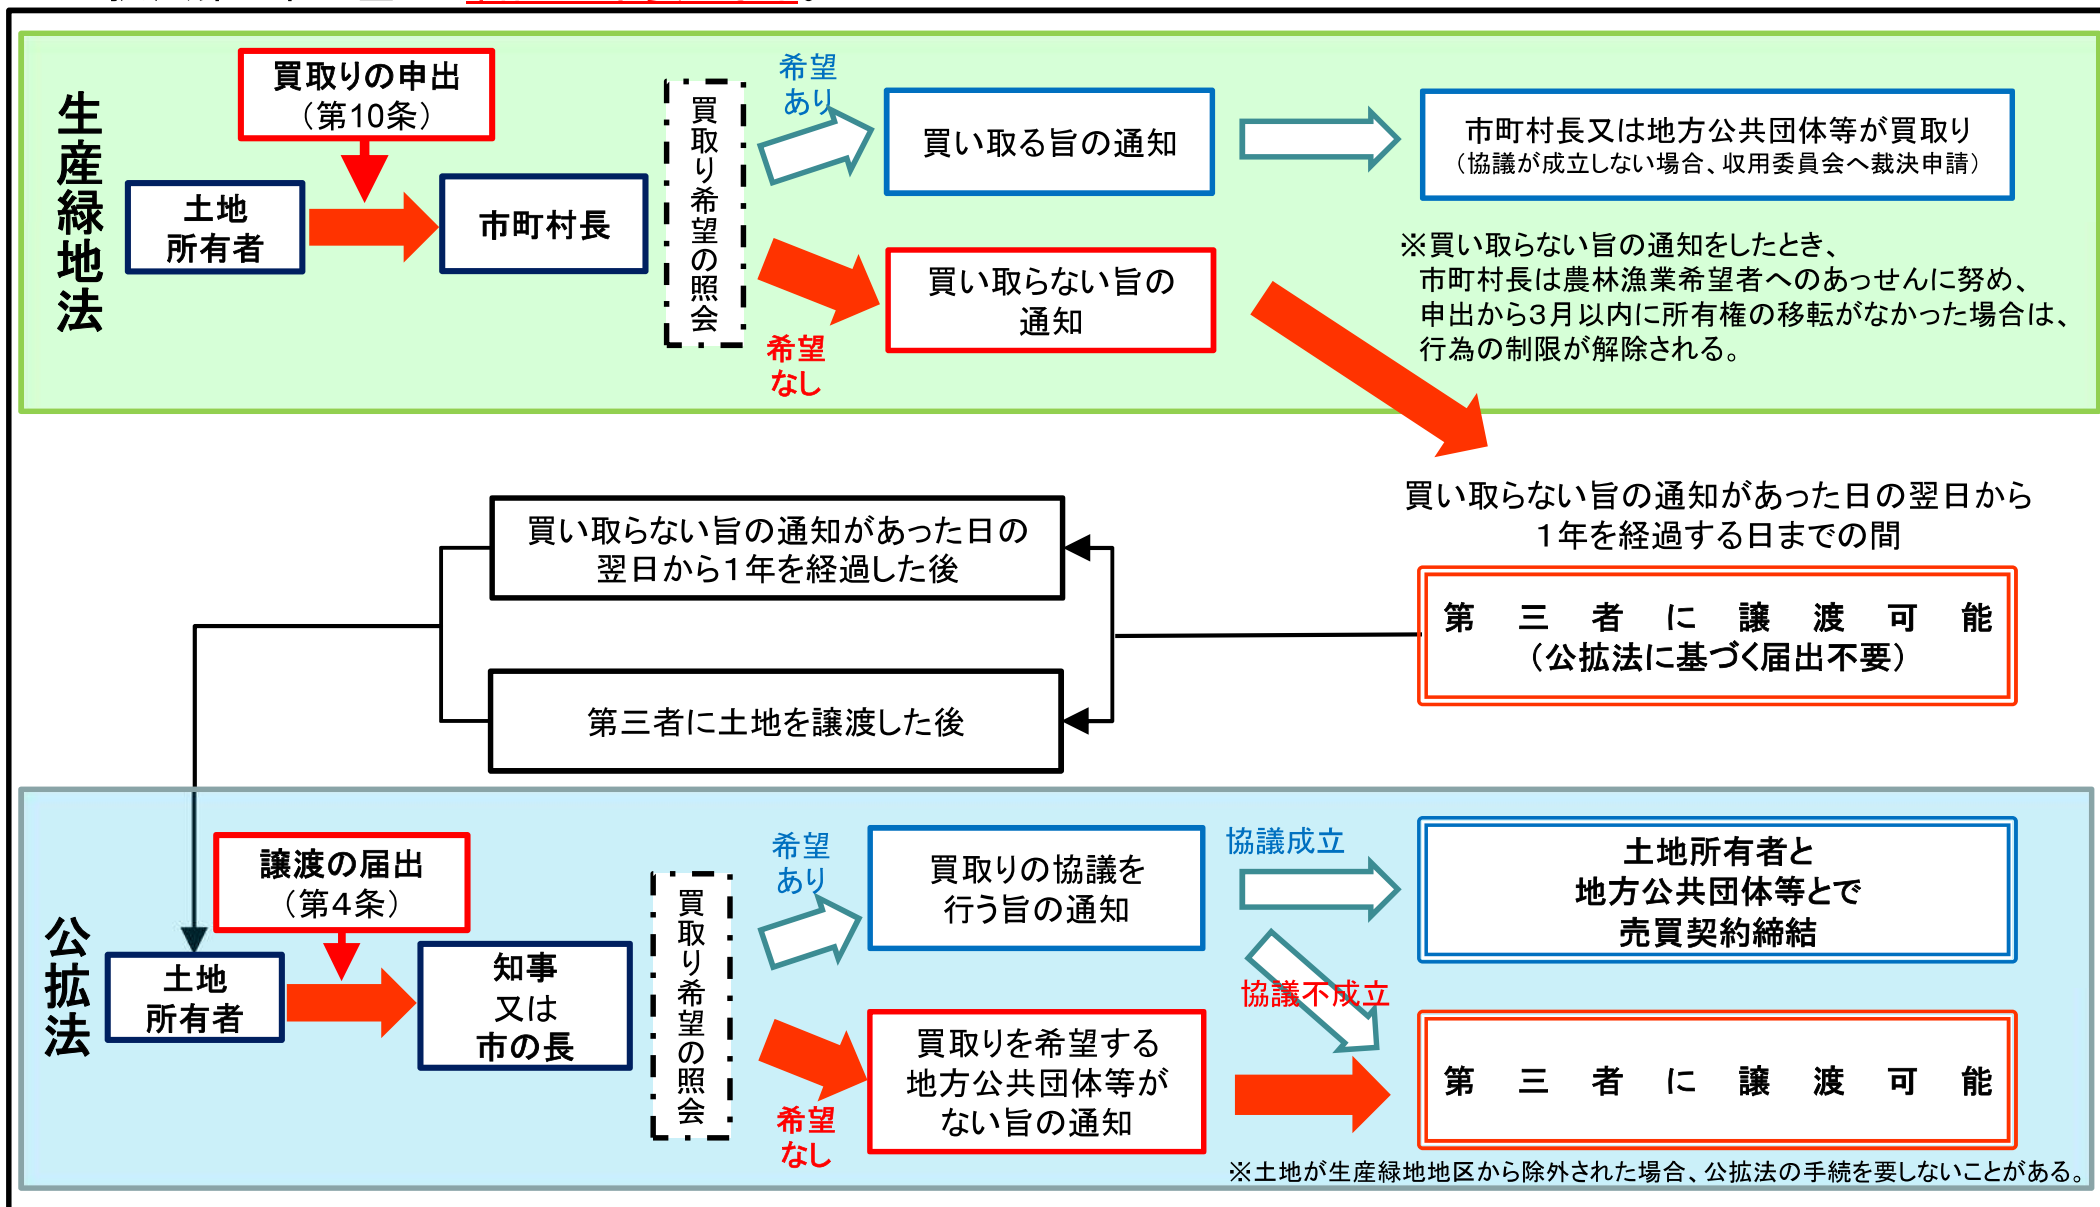 生産緑地法
買取りの申出
（第10条）
土地
所有者
市町村長
買取り希望の照会
希望
あり
買い取る旨の通知
市町村長又は地方公共団体等が買取り
（協議が成立しない場合、収用委員会へ裁決申請）
希望
なし
買い取らない旨の
通知
※買い取らない旨の通知をしたとき、
市町村長は農林漁業希望者へのあっせんに努め、
申出から3月以内に所有権の移転がなかった場合は、
行為の制限が解除される。
買い取らない旨の通知があった日の翌日から
1年を経過する日までの間
第三者に譲渡可能
（公拡法に基づく届出不要）
買い取らない旨の通知があった日の
翌日から1年を経過した後
第三者に土地を譲渡した後
公拡法
譲渡の届出
（第4条）
土地
所有者
知事
又は
市の長
買取り希望の照会
希望
あり
買取りの協議を
行う旨の通知
協議成立
土地所有者と
地方公共団体等とで
売買契約締結
協議不成立
希望
なし
買取りを希望する
地方公共団体等が
ない旨の通知
第三者に譲渡可能
※土地が生産緑地地区から除外された場合、公拡法の手続を要しないことがある。